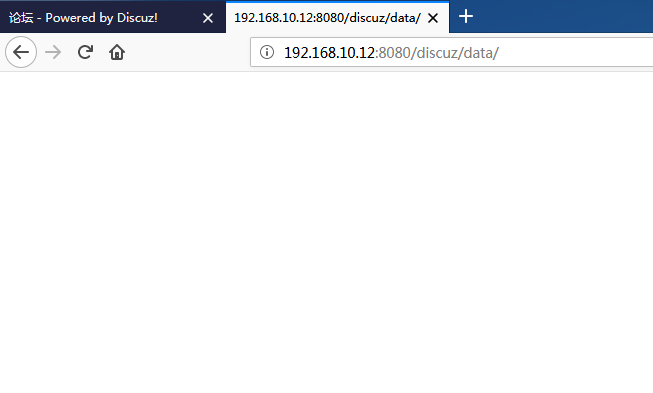 论坛 - Powered by Discuz!
192.168.10.12:8080/discuz/data/
192.168.10.12:8080/discuz/data/